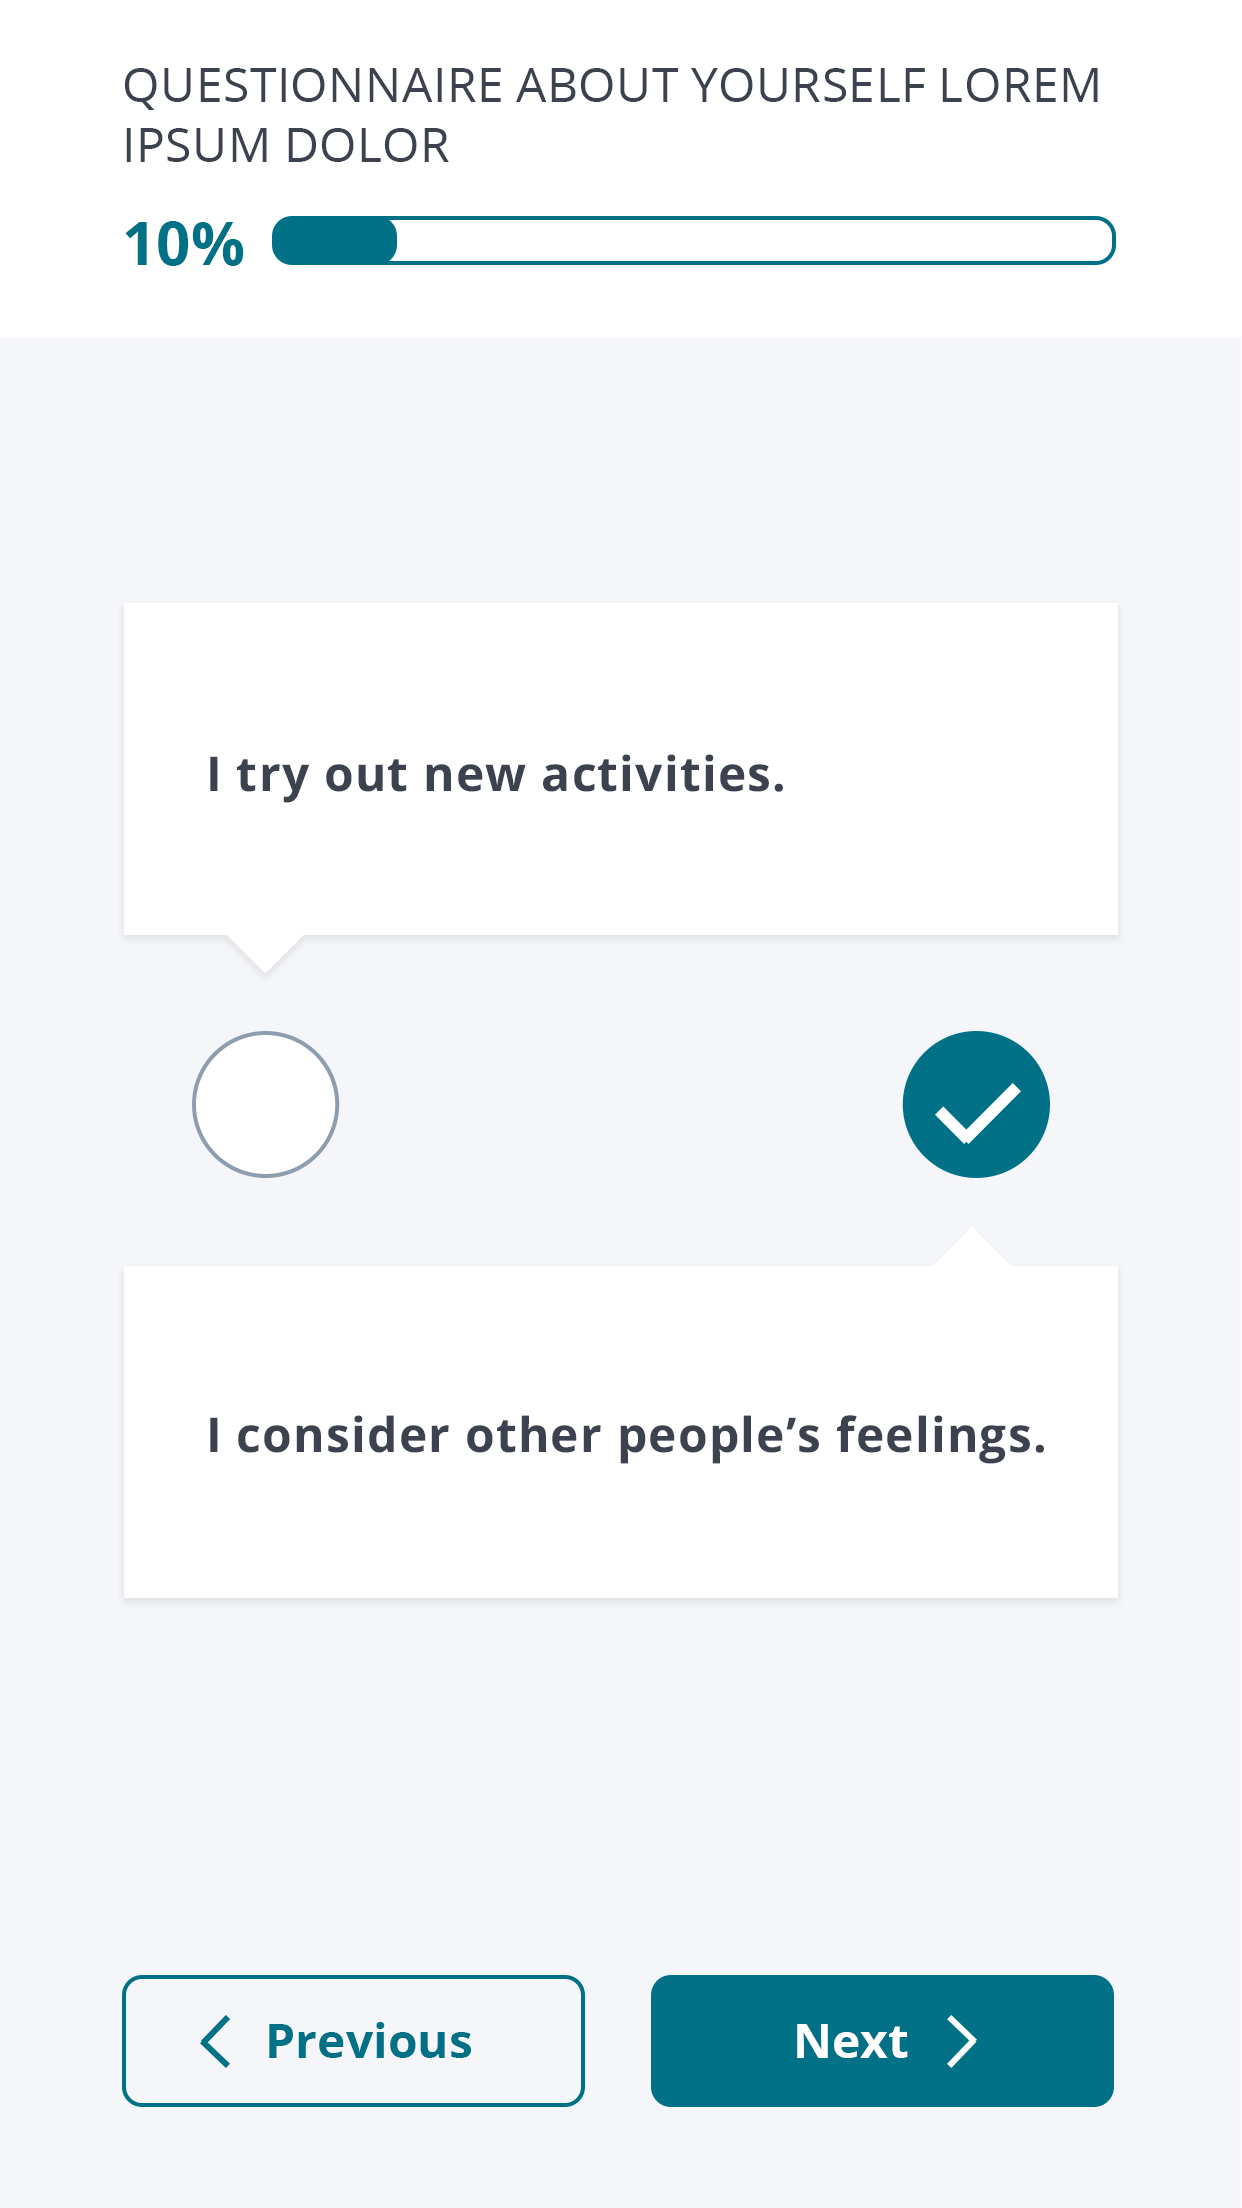 QUESTIONNAIRE ABOUT YOURSELF LOREM
IPSUM DOLOR
10%
I try out new activities.
I consider other people’s feelings.
Previous
Next